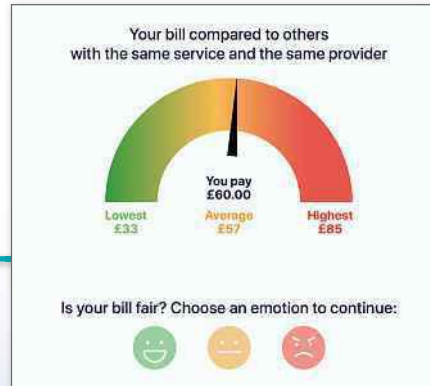 Your bill compared to others
with the same service and the same provider
You pay
£60.00
Lowest
£33
Average
£57
Highest
£85
Is your bill fair? Choose an emotion to continue: